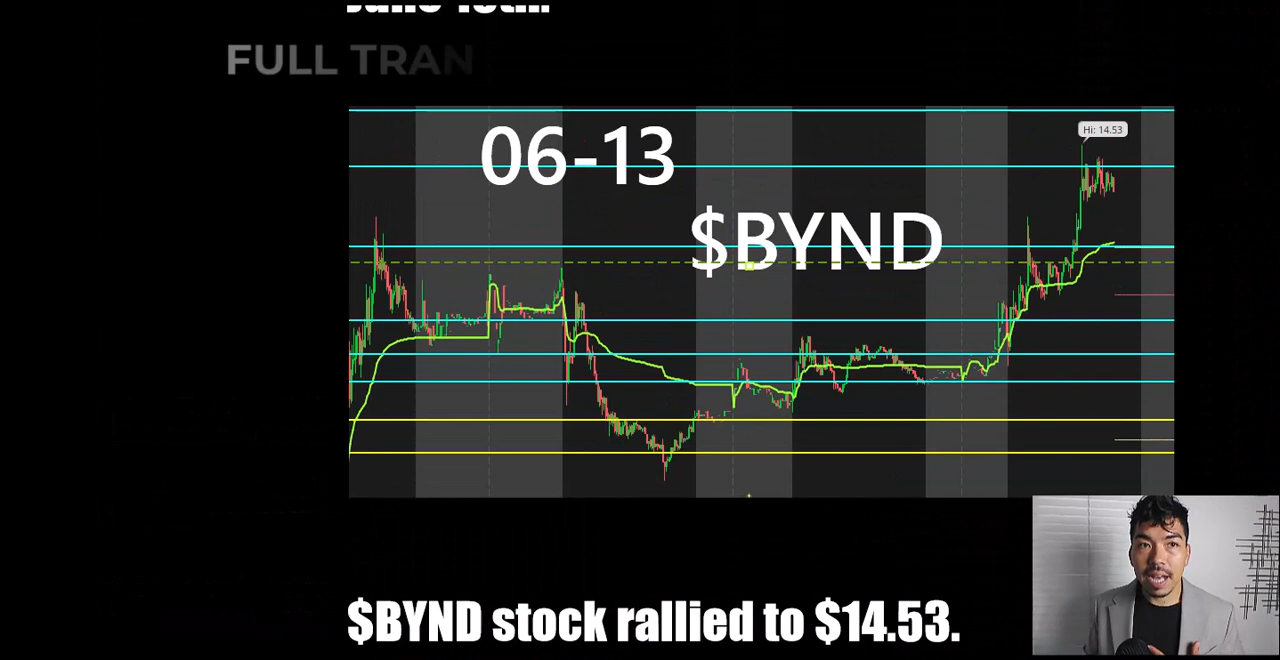 FULL TRAN
06-13
Hi: 14.53
$BYND
$BYND stock rallied to $14.53.